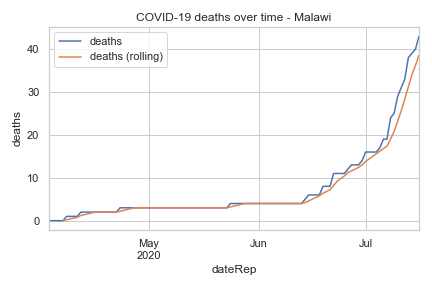 COVID-19 deaths over time - Malawi
deaths
deaths (rolling)
deaths
40
30
20
10
0
May
2020
Jun
Jul
dateRep